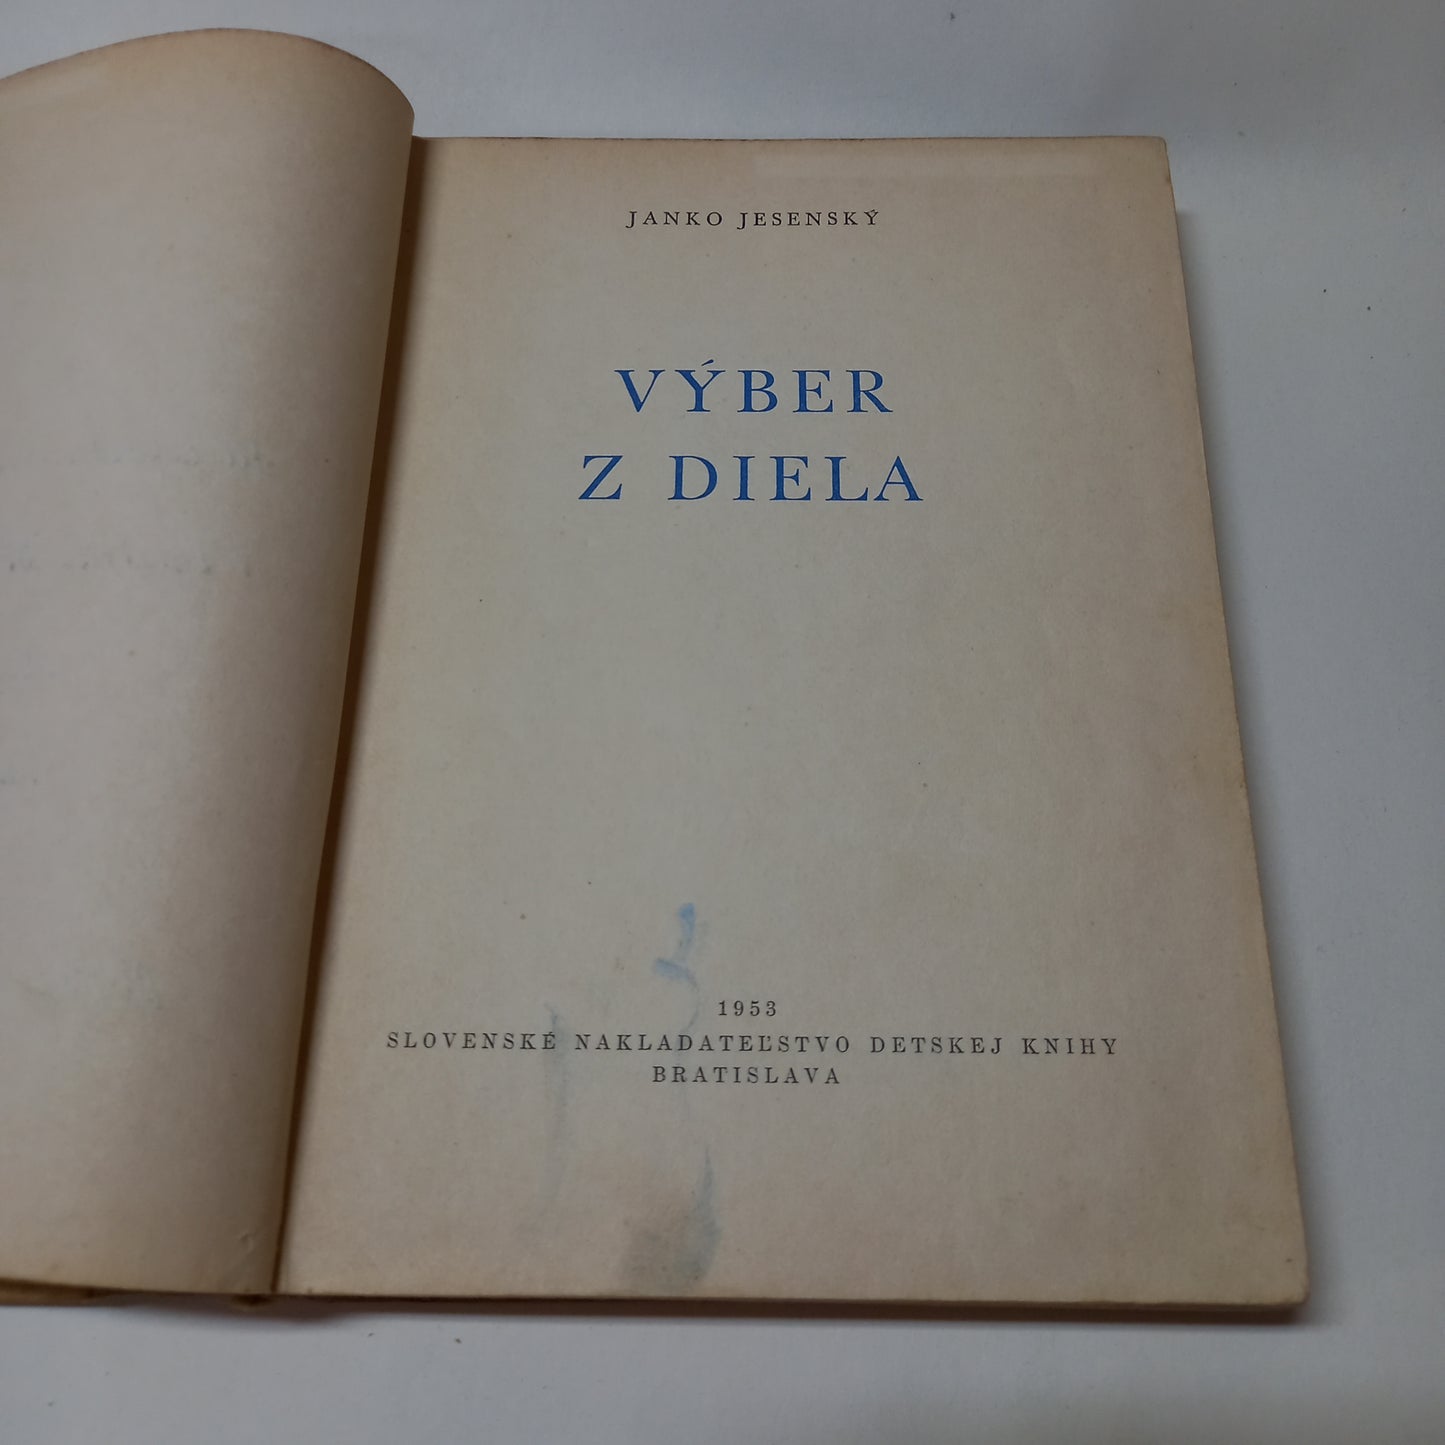 JANKO JESENSKÝ
VÝBER
Z DIELA
1953
SLOVENSKÉ NAKLADATEĽSTVO DETSKEJ KNIHY
BRATISLAVA